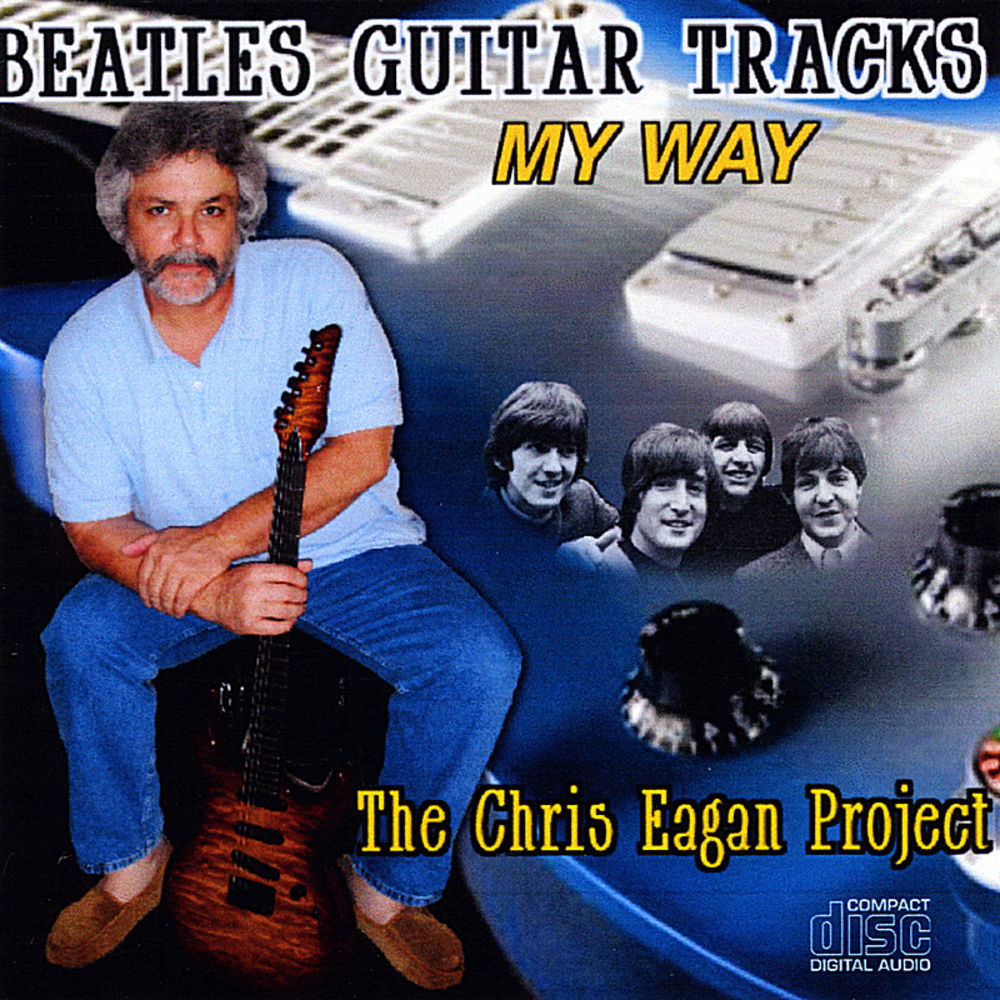 BEATLES GUITAR TRACKS
MY WAY
The Chris Eagan Project
COMPACT
disc
DIGITAL AUDIO